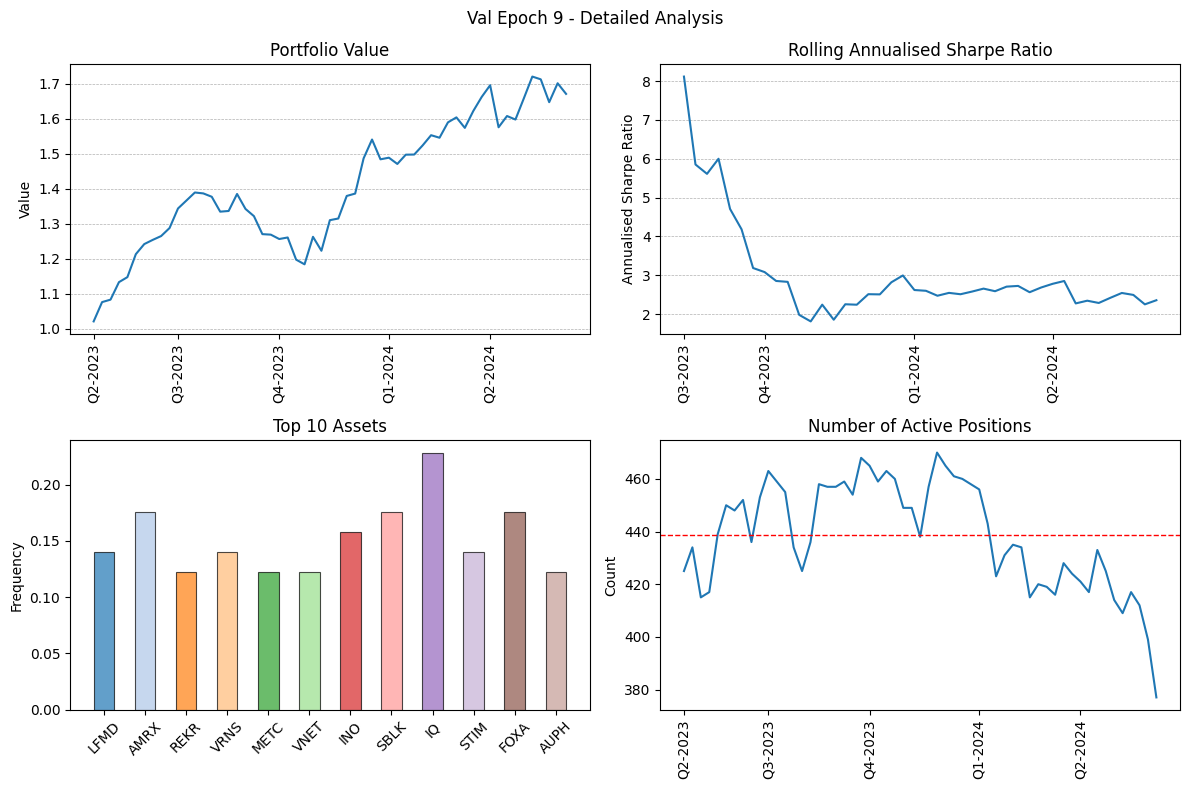 Val Epoch 9 - Detailed Analysis
Portfolio Value
Value
1.7
1.6
1.5
1.4
1.3
1.2
1.1
1.0
Q2-2023
Q3-2023
Q4-2023
Q1-2024
Q2-2024
Rolling Annualised Sharpe Ratio
Annualised Sharpe Ratio
8
7
6
5
4
3
2
Q3-2023
Q4-2023
Q1-2024
Q2-2024
Top 10 Assets
Frequency
0.20
0.15
0.10
0.05
0.00
LFMD
AMRX
REKR
VRNS
METC
VNET
INO
SBLK
IQ
STIM
FOXA
AUPH
Number of Active Positions
Count
460
440
420
400
380
Q2-2023
Q3-2023
Q4-2023
Q1-2024
Q2-2024